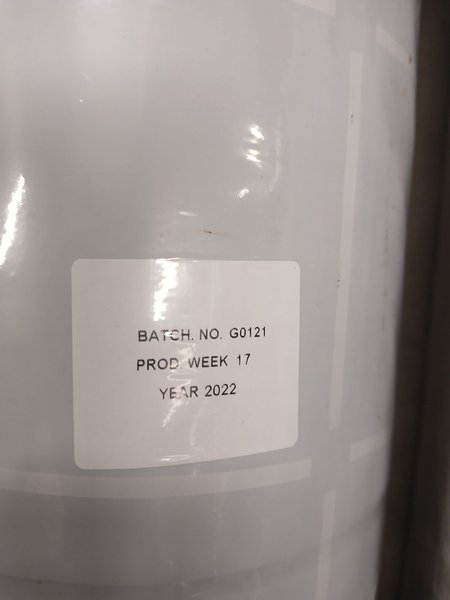 BATCH. NO. G0121
PROD. WEEK 17
YEAR 2022